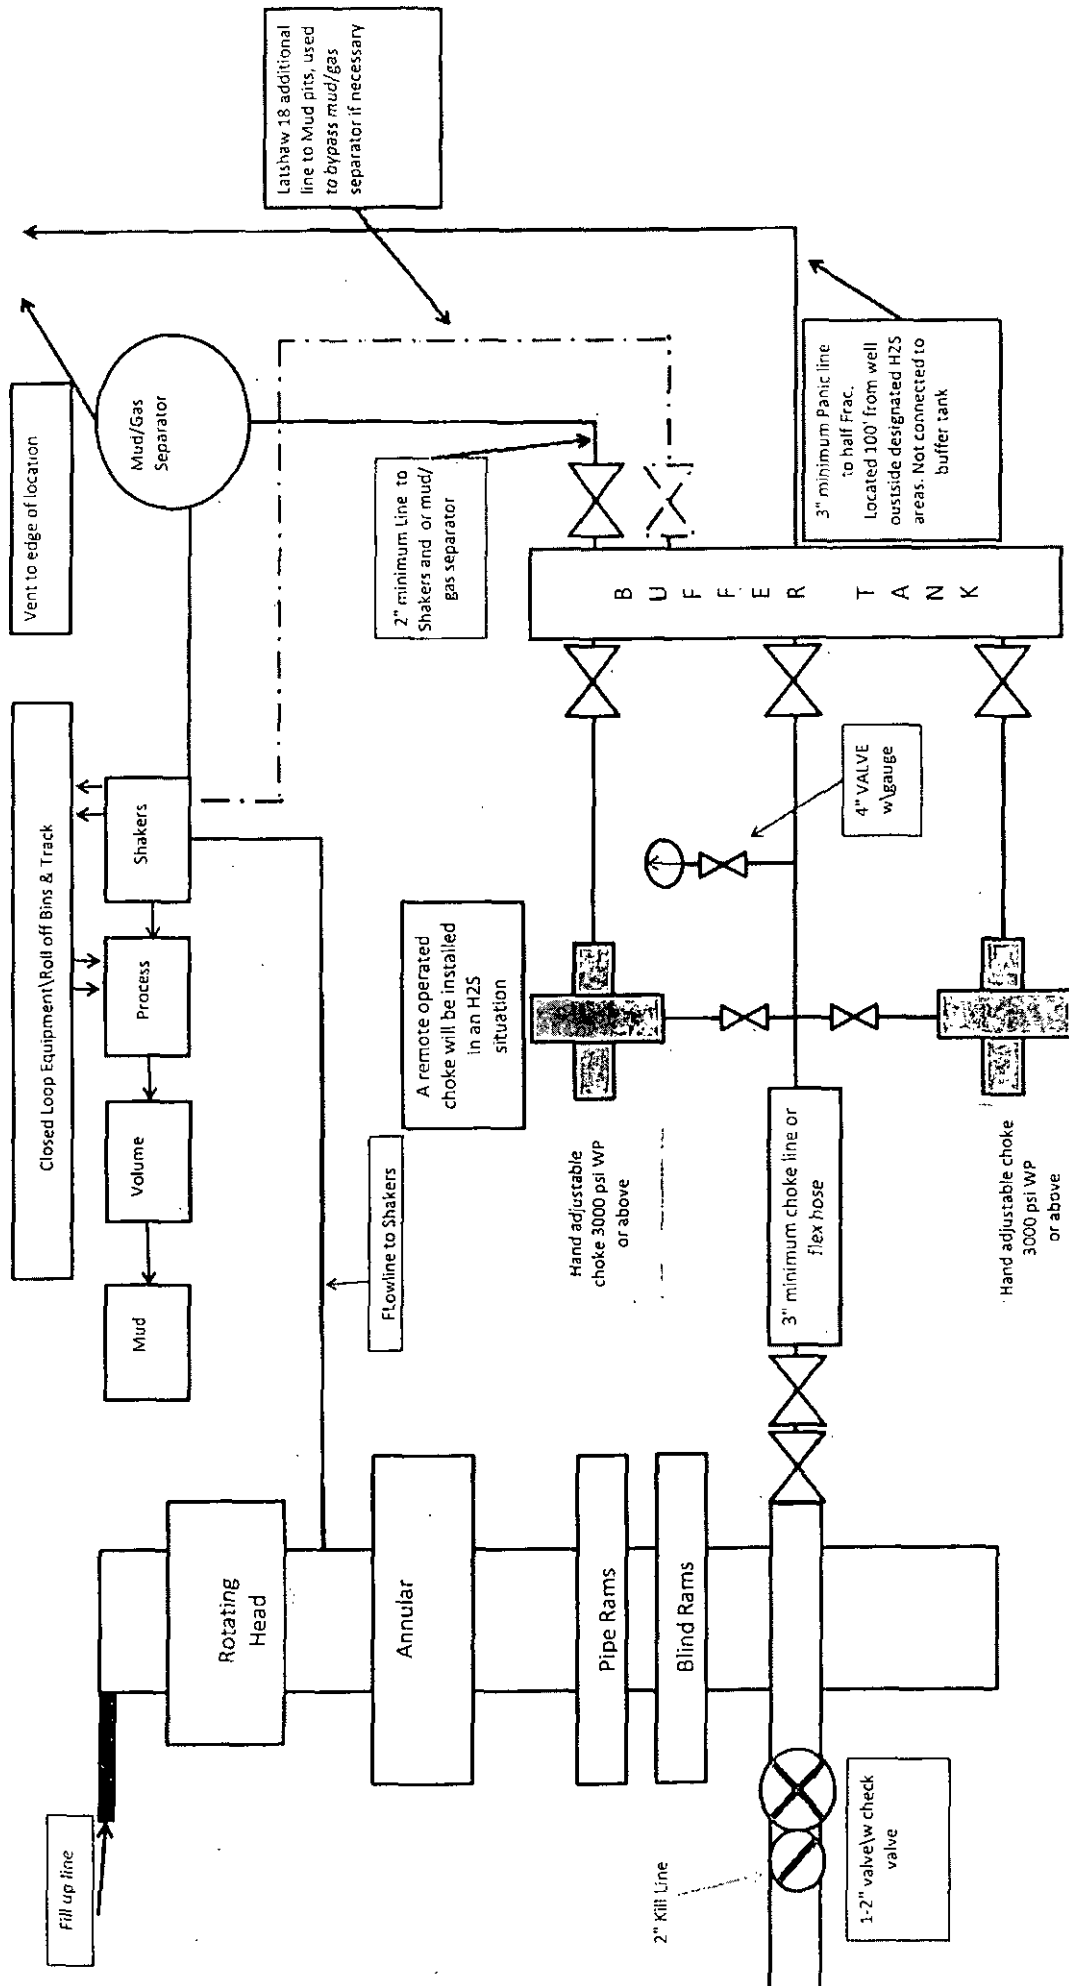 Fill up line
Rotating
Head
Annular
Pipe Rams
Blind Rams
2" Kill Line
1-2" valve\w check
valve
Mud
Volume
Process
Shakers
Closed Loop Equipment\Roll off Bins & Track
Flowline to Shakers
Hand adjustable
choke 3000 psi WP
or above
A remote operated
choke will be installed
in an H2S
situation
3" minimum choke line or
flex hose
Hand adjustable choke
3000 psi WP
or above
4" VALVE
w\gauge
BUFFER TANK
Vent to edge of location
Mud/Gas
Separator
2" minimum Line to
Shakers and or mud/
gas separator
3" minimum Panic line
to half Frac.
Located 100' from well
oustside designated H2S
areas. Not connected to
buffer tank
Latshaw 18 additional
line to Mud pits, used
to bypass mud/gas
separator if necessary